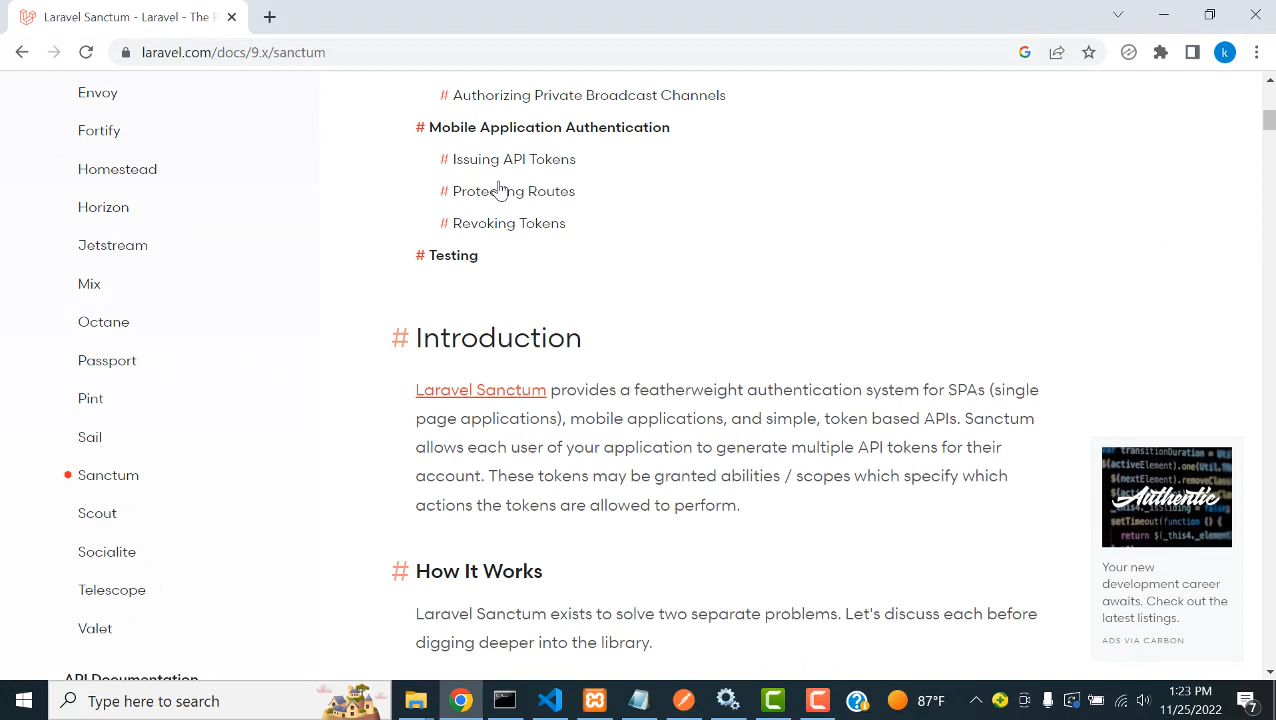 Laravel Sanctum - Laravel - The P
laravel.com/docs/9.x/sanctum
k
Envoy
Fortify
Homestead
Horizon
Jetstream
Mix
Octane
Passport
Pint
Sail
Sanctum
Scout
Socialite
Telescope
Valet
API Documentation
# Authorizing Private Broadcast Channels
# Mobile Application Authentication
# Issuing API Tokens
# Protecting Routes
# Revoking Tokens
# Testing
# Introduction
Laravel Sanctum provides a featherweight authentication system for SPAs (single
page applications), mobile applications, and simple, token based APIs. Sanctum
allows each user of your application to generate multiple API tokens for their
account. These tokens may be granted abilities / scopes which specify which
actions the tokens are allowed to perform.
# How It Works
Laravel Sanctum exists to solve two separate problems. Let's discuss each before
digging deeper into the library.
Authentic
Your new
development career
awaits. Check out the
latest listings.
ADS VIA CARBON
Type here to search
87°F
1:23 PM
11/25/2022
7